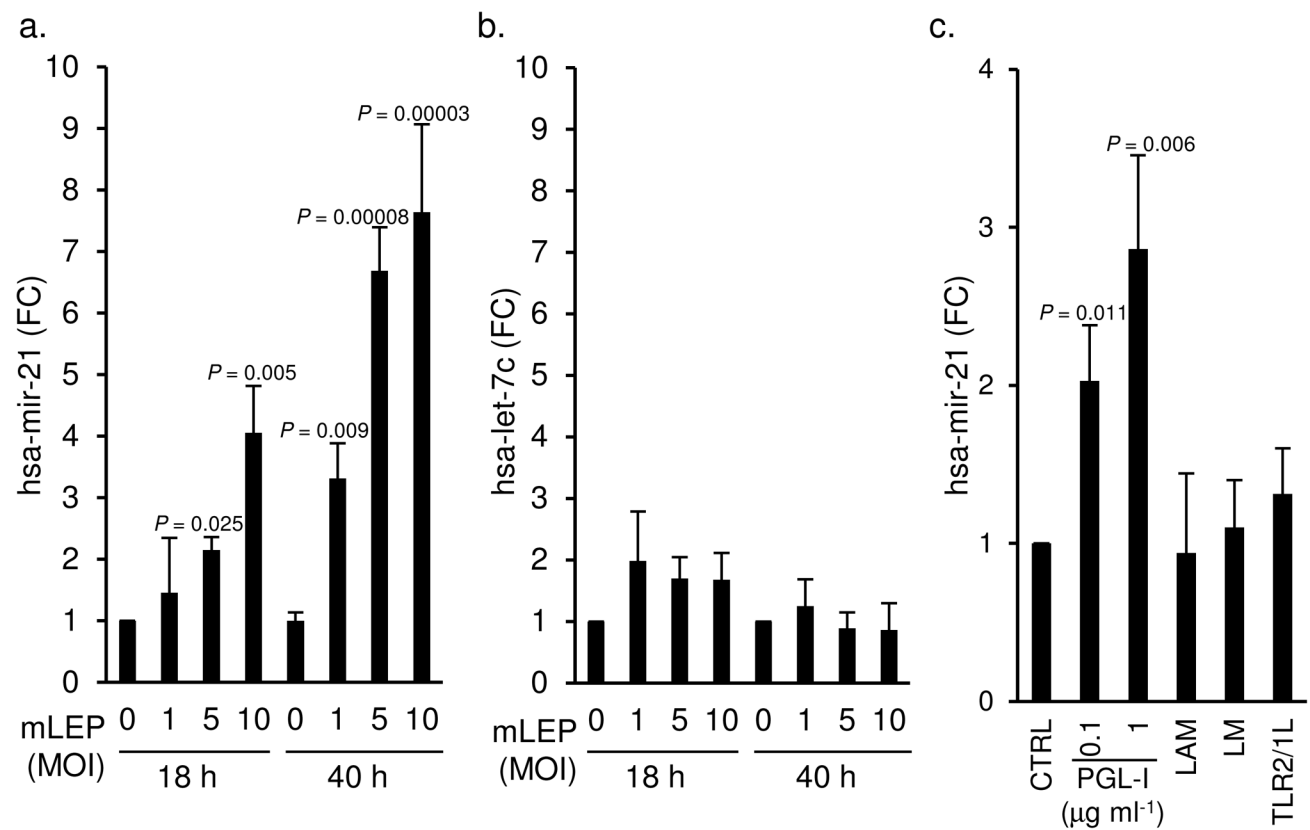 a.
hsa-mir-21 (FC)
10
9
8
7
6
5
4
3
2
1
0
P = 0.025
P = 0.005
P = 0.009
P = 0.00008
P = 0.00003
mLEP
(MOI)
0 1 5 10 0 1 5 10
18 h 40 h
b.
hsa-let-7c (FC)
10
9
8
7
6
5
4
3
2
1
0
mLEP
(MOI)
0 1 5 10 0 1 5 10
18 h 40 h
c.
hsa-mir-21 (FC)
4
3
2
1
0
P = 0.011
P = 0.006
CTRL
0.1
1
PGL-I
(µg ml-1)
LAM
LM
TLR2/1L